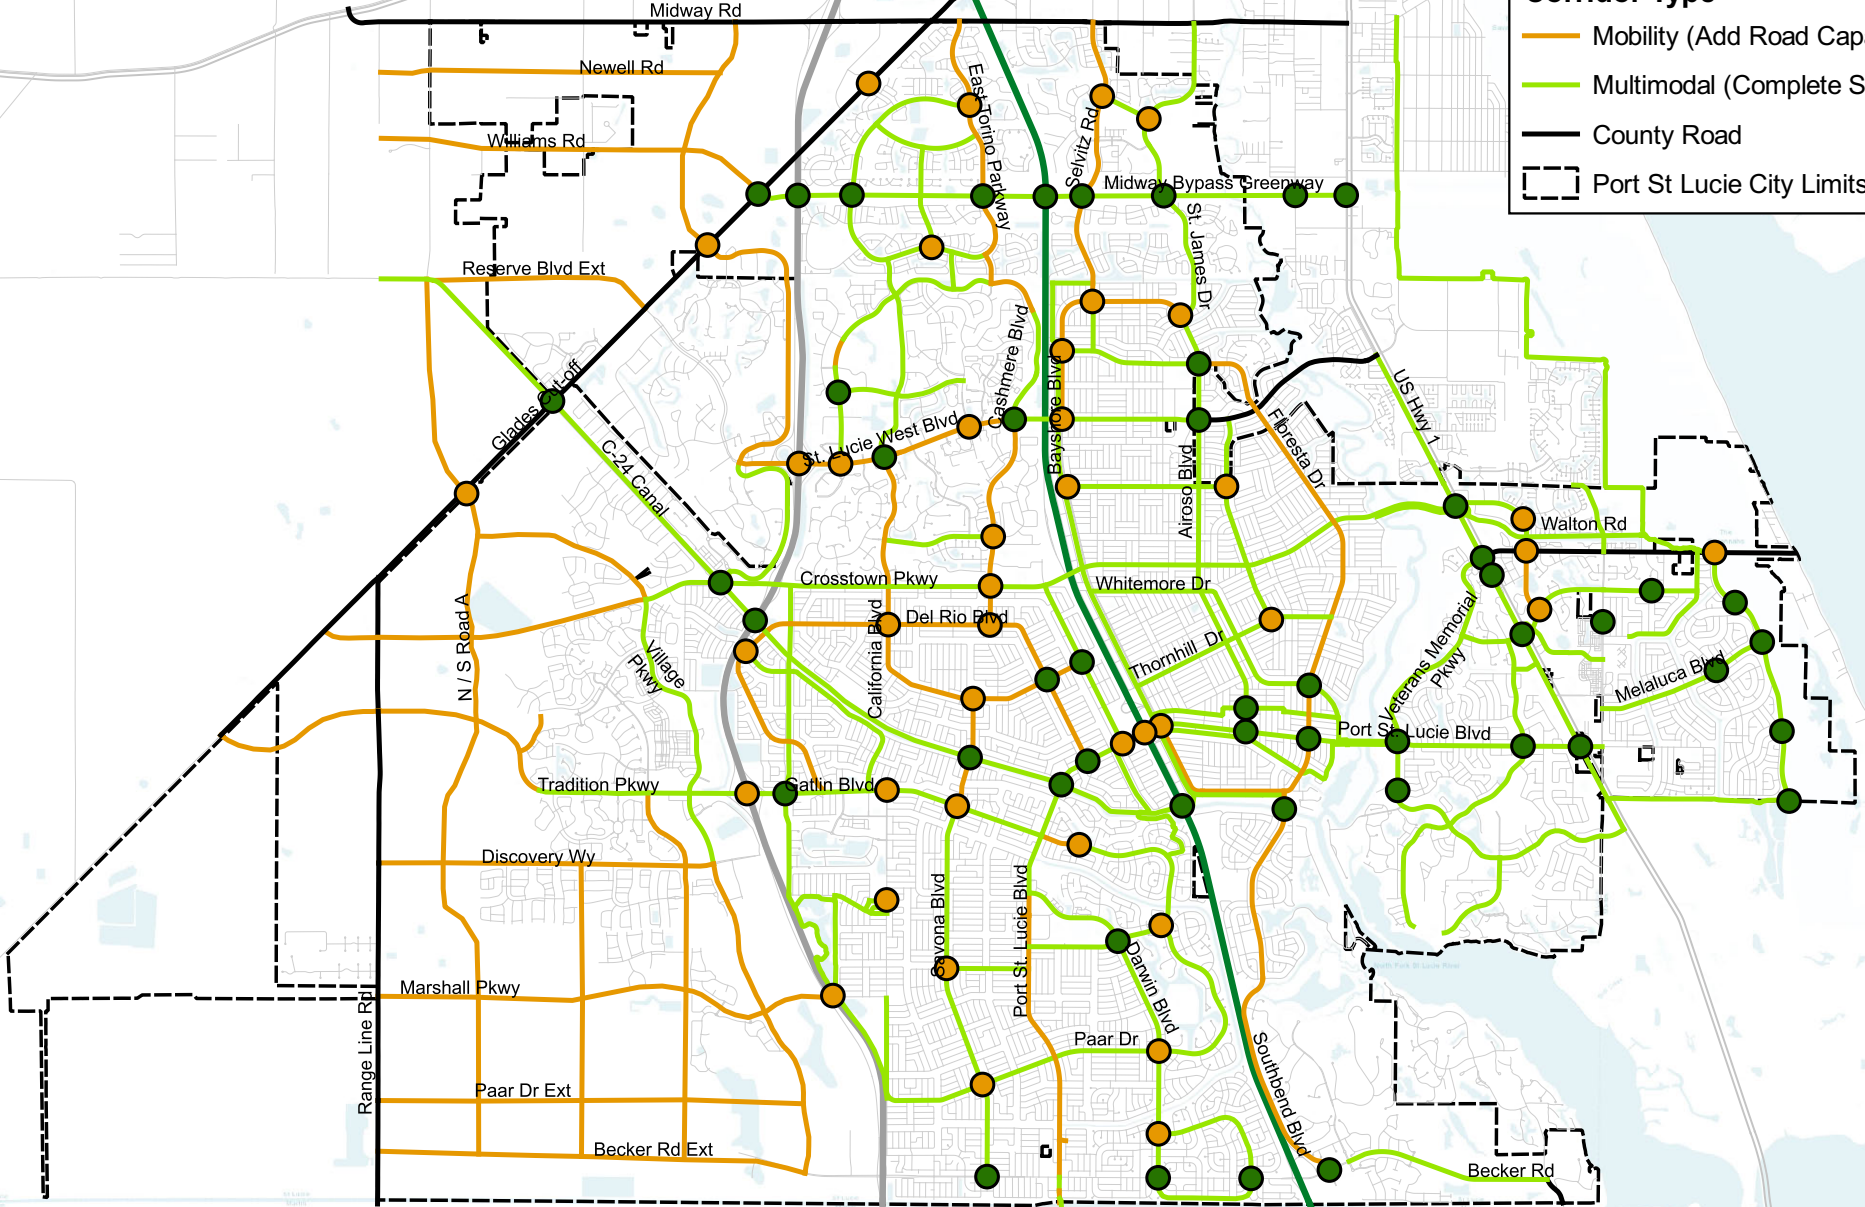 Corridor Type
Mobility (Add Road Capa
Multimodal (Complete S
County Road
Port St Lucie City Limits
Midway Rd
Newell Rd
Williams Rd
East Torino Parkway
Selvitz Rd
Midway Bypass Greenway
St. James Dr
Reserve Blvd Ext
Glades Cut-off
C-24 Canal
St. Lucie West Blvd
Cashmere Blvd
Bayshore Blvd
Airoso Blvd
Floresta Dr
US Hwy 1
Walton Rd
Crosstown Pkwy
Whitemore Dr
Del Rio Blvd
California Blvd
Thornhill Dr
Veterans Memorial
Pkwy
Melaluca Blvd
N / S Road A
Village
Pkwy
Port St. Lucie Blvd
Tradition Pkwy
Gatlin Blvd
Discovery Wy
Savona Blvd
Port St. Lucie Blvd
Darwin Blvd
Marshall Pkwy
Range Line Rd
Paar Dr
Southbend Blvd
Paar Dr Ext
Becker Rd Ext
Becker Rd